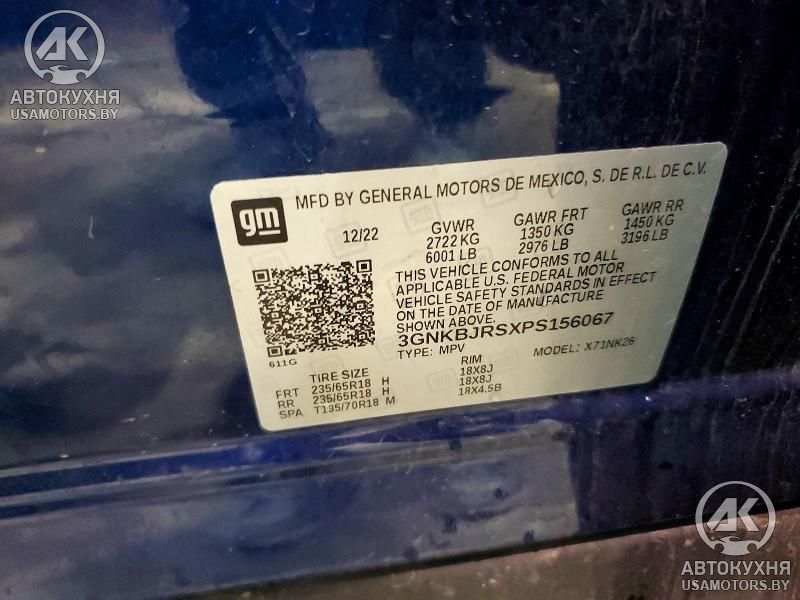 АК
АВТОКУХНЯ
USAMOTORS.BY
gm
MFD BY GENERAL MOTORS DE MEXICO, S. DE R.L. DE C.V.
12/22 GVWR GAWR FRT GAWR RR
2722 KG 1350 KG 1450 KG
6001 LB 2976 LB 3196 LB
THIS VEHICLE CONFORMS TO ALL
APPLICABLE U.S. FEDERAL MOTOR
VEHICLE SAFETY STANDARDS IN EFFECT
ON THE DATE OF MANUFACTURE
SHOWN ABOVE.
3GNKBJRSXPS156067
TYPE: MPV MODEL: X71NK26
611G
TIRE SIZE RIM
FRT 235/65R18 H 18X8J
RR 235/65R18 H 18X8J
SPA T135/70R18 M 18X4.5B
АК
АВТОКУХНЯ
USAMOTORS.BY